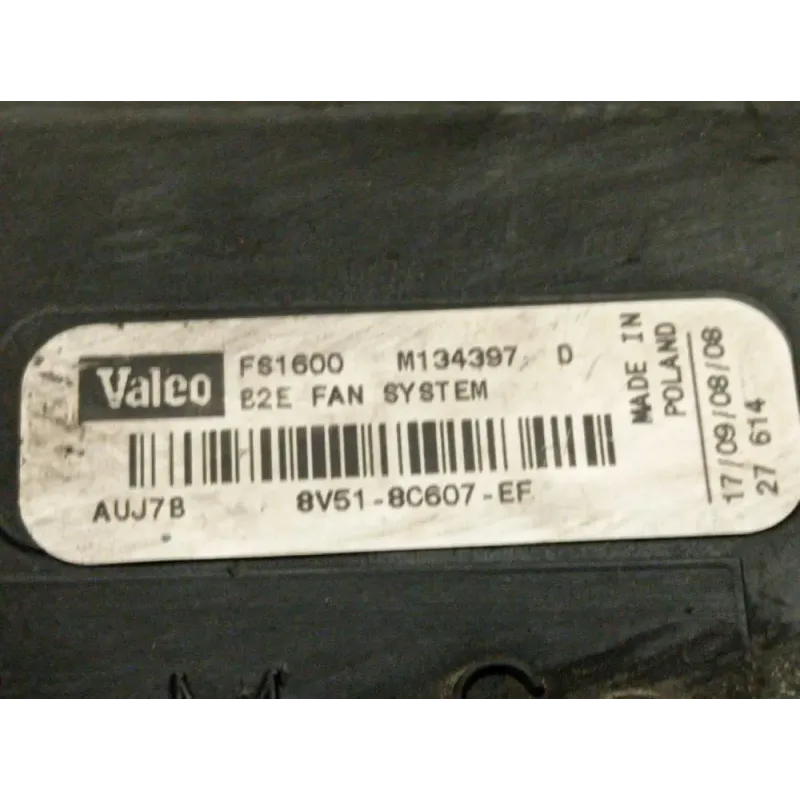 Valeo
FS1600 M134397 D
B2E FAN SYSTEM
AUJ7B 8V51-8C607-EF
MADE IN
POLAND
17/09/08/08
27 614